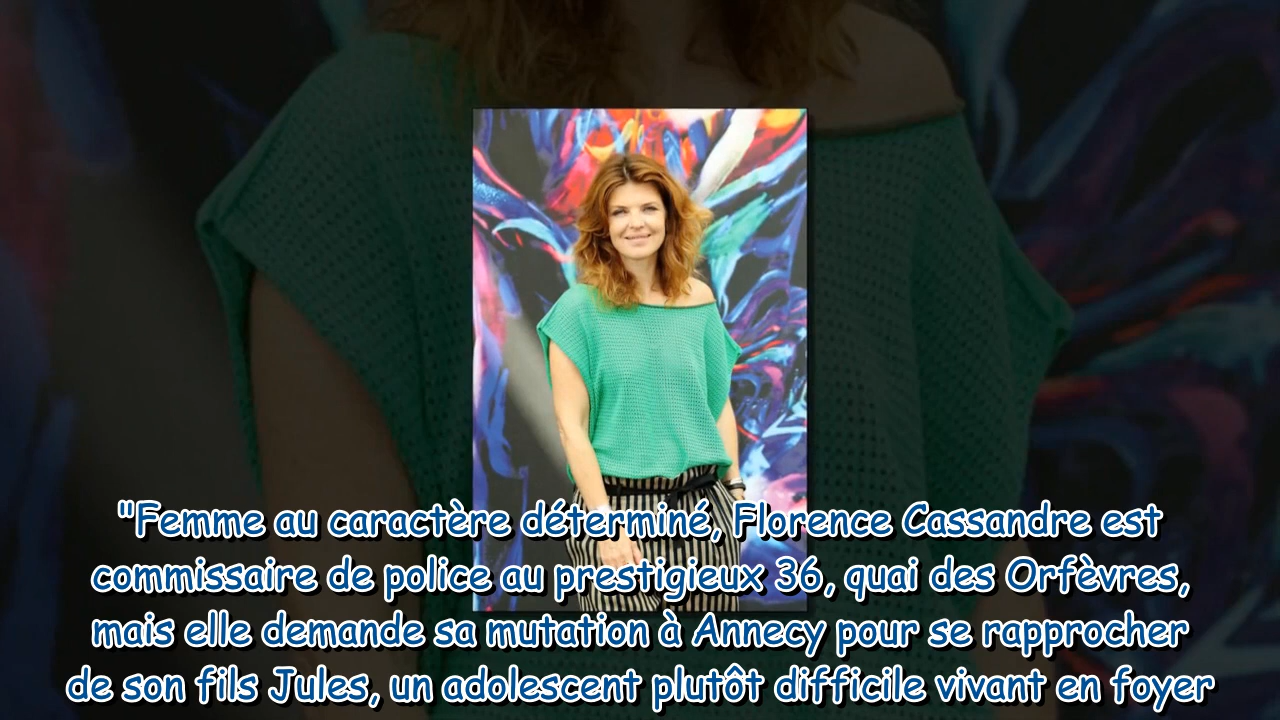 "Femme au caractère déterminé, Florence Cassandre est
commissaire de police au prestigieux 36, quai des Orfèvres,
mais elle demande sa mutation à Annecy pour se rapprocher
de son fils Jules, un adolescent plutôt difficile vivant en foyer